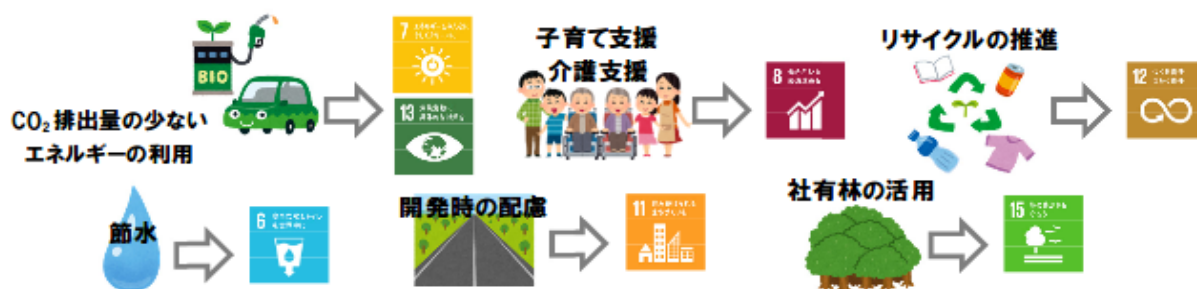 BIO
CO₂排出量の少ない
エネルギーの利用
7
13
子育て支援
介護支援
8
リサイクルの推進
12
節水
6
開発時の配慮
11
社有林の活用
15